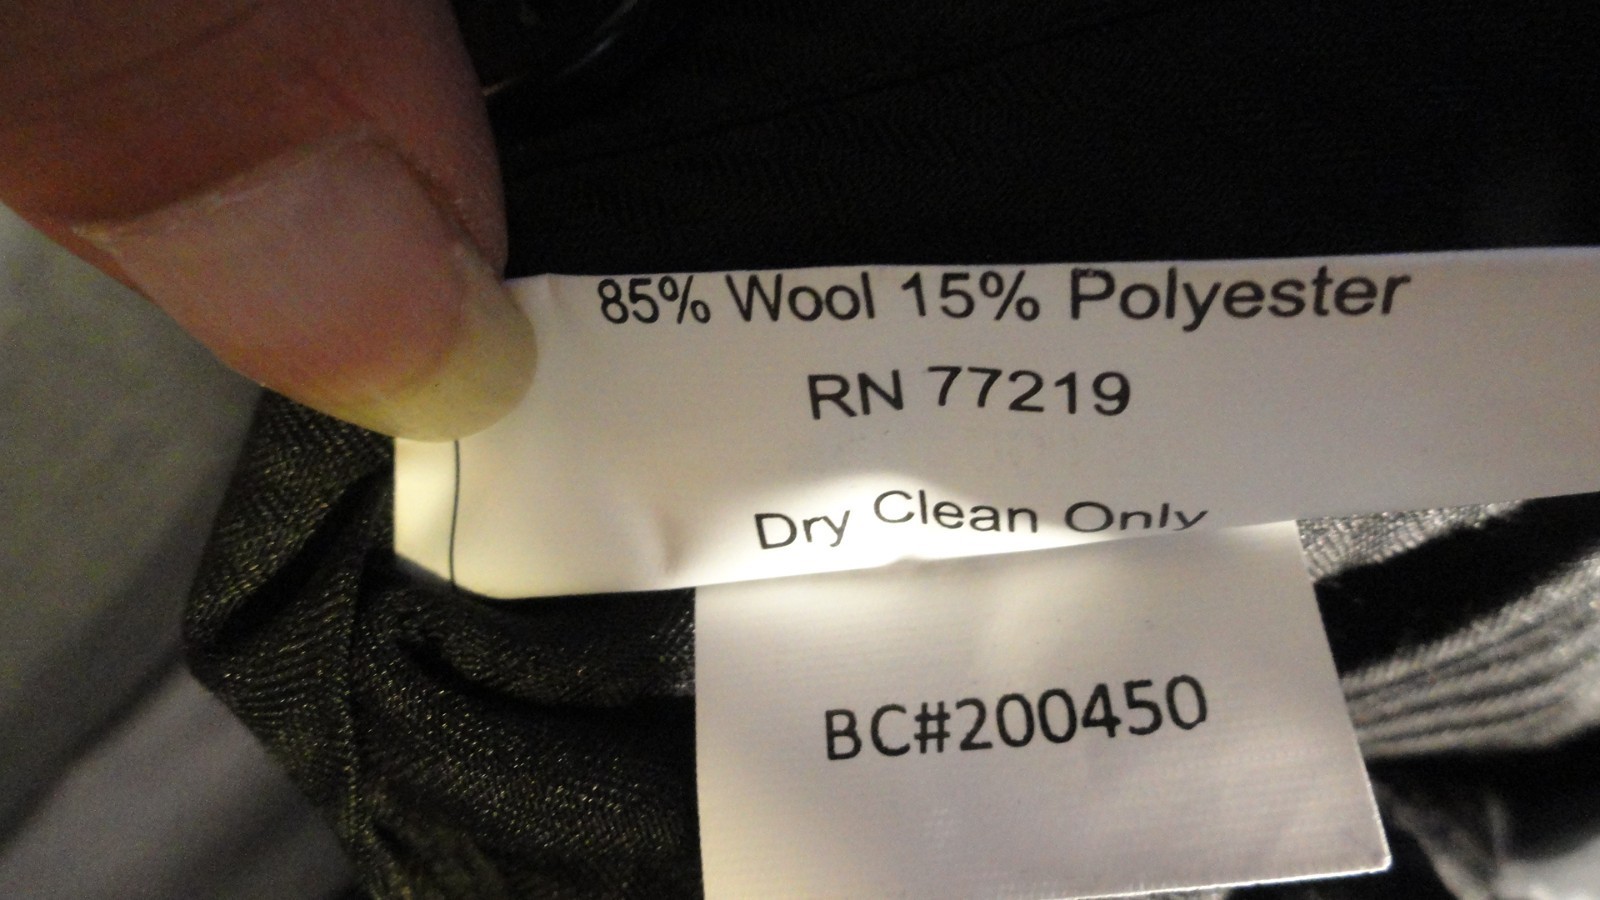 85% Wool 15% Polyester
RN 77219
Dry Clean Only
BC#200450